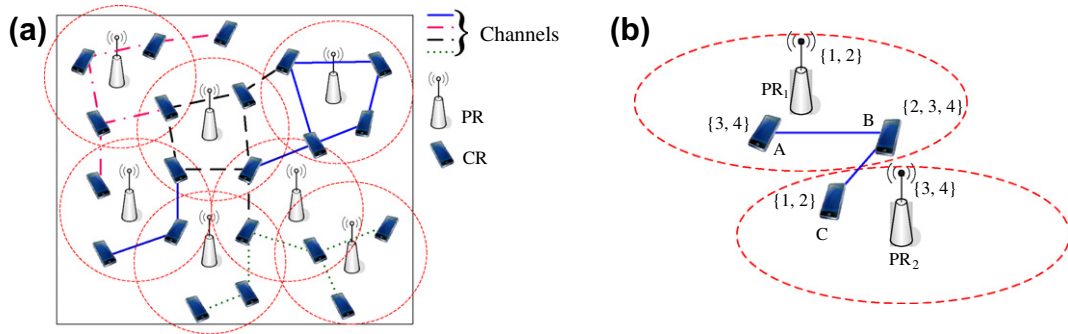 (a)
Channels
PR
CR
(b)
{1, 2}
PR1
{3, 4}
A
B
{2, 3, 4}
{1, 2}
C
{3, 4}
PR2